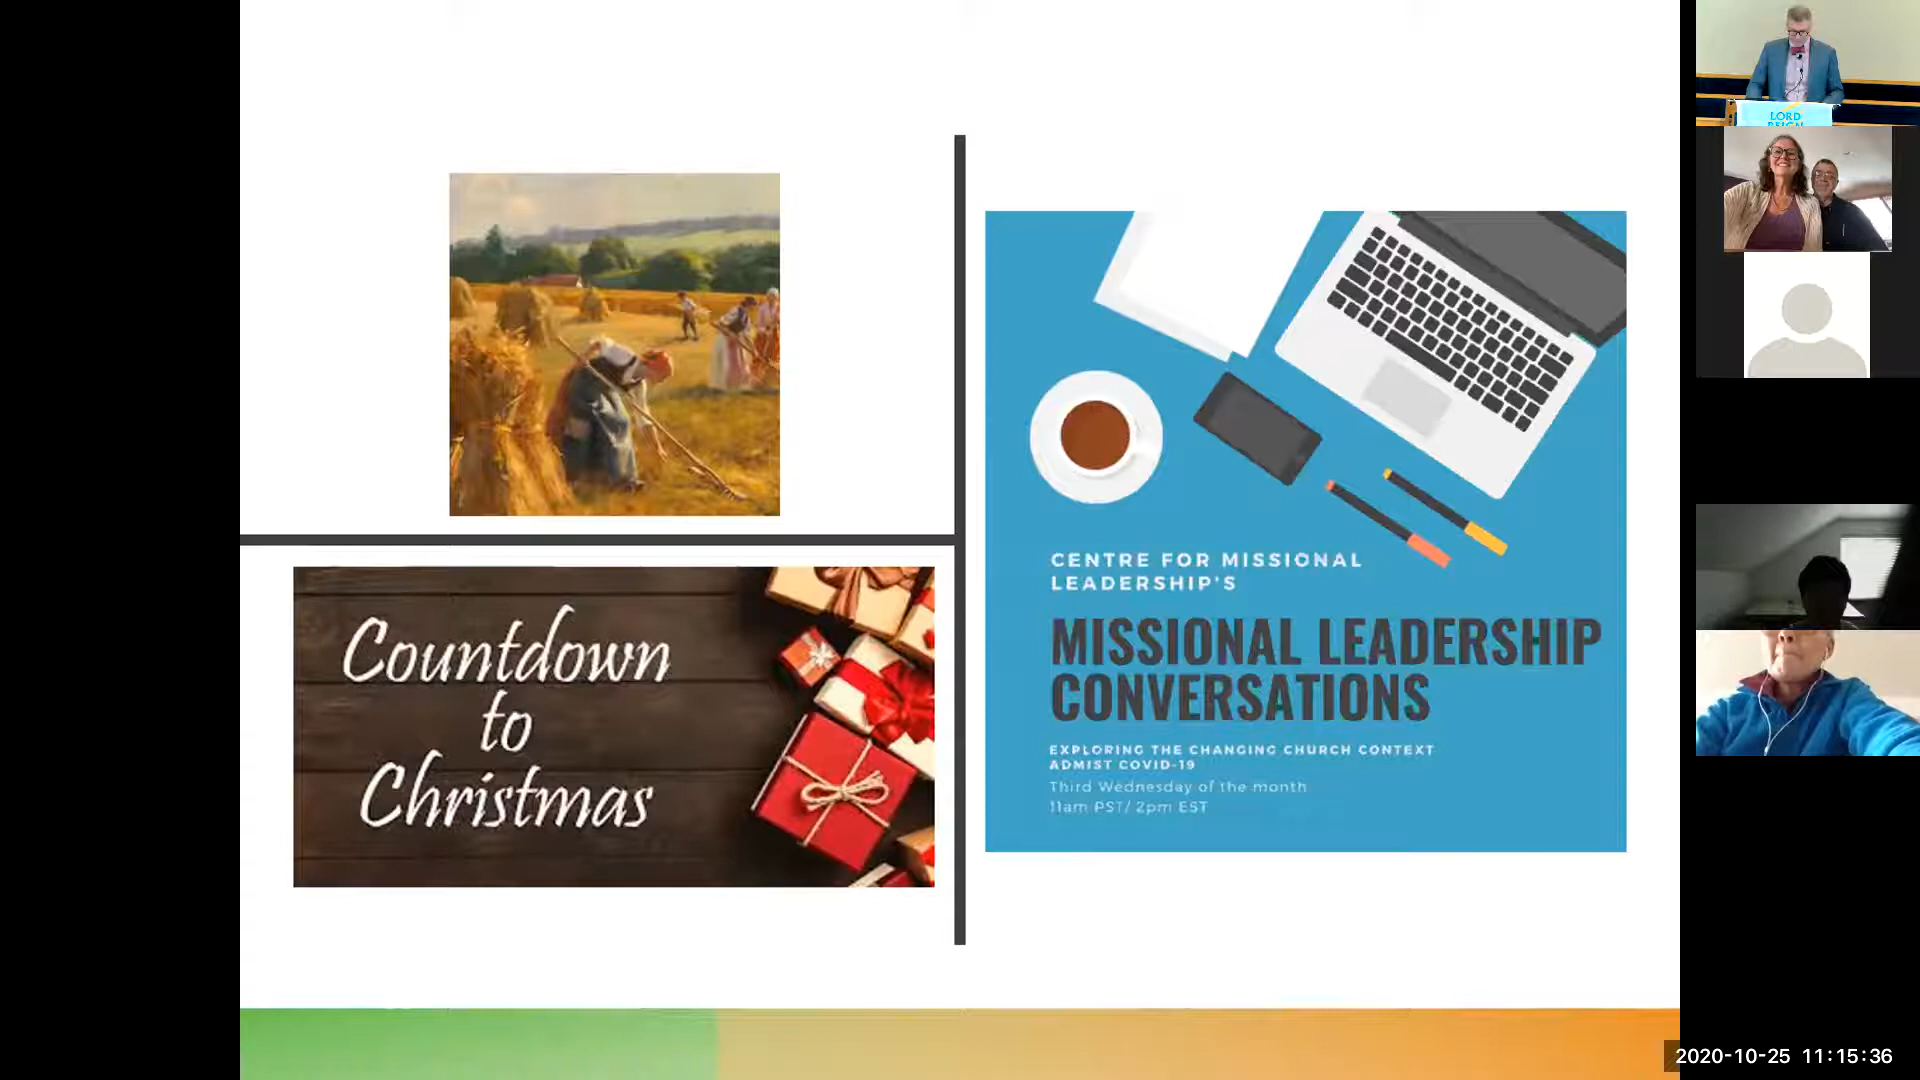 LORD
REIGN
Countdown
to
Christmas
CENTRE FOR MISSIONAL
LEADERSHIP'S
MISSIONAL LEADERSHIP
CONVERSATIONS
EXPLORING THE CHANGING CHURCH CONTEXT
ADMIST COVID-19
Third Wednesday of the month
11am PST/ 2pm EST
2020-10-25 11:15:36